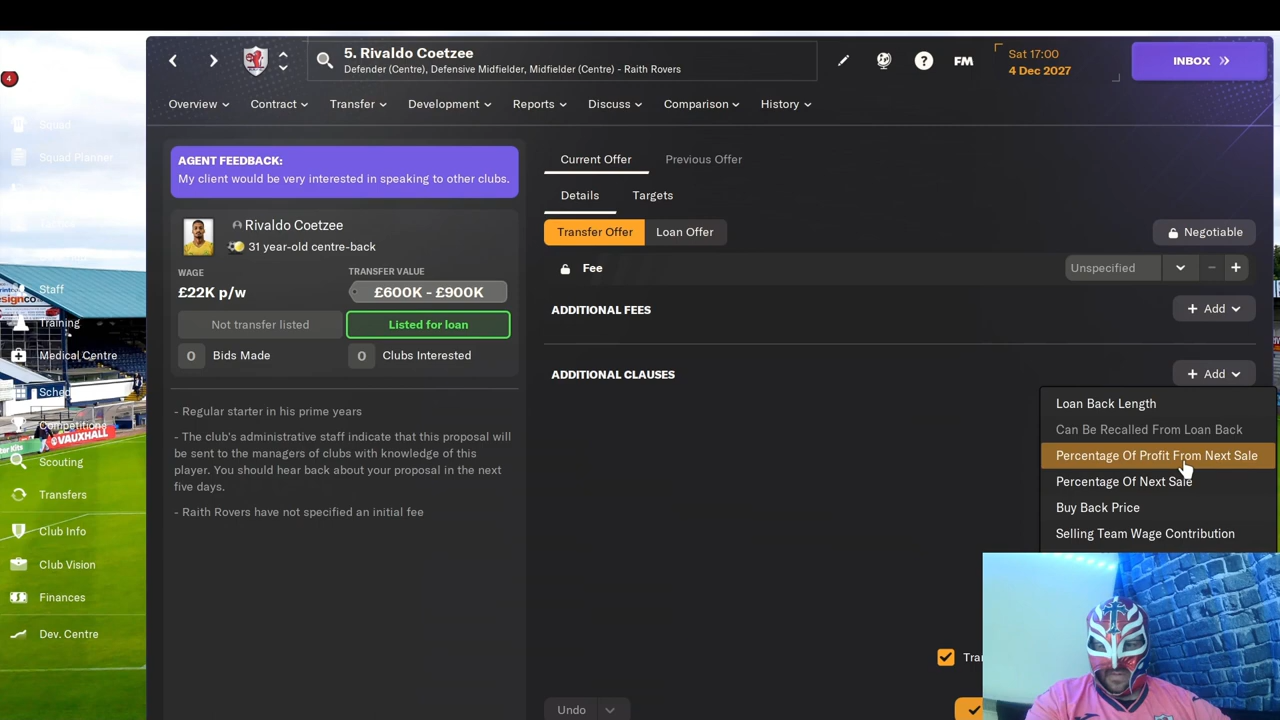 5. Rivaldo Coetzee
Defender (Centre), Defensive Midfielder, Midfielder (Centre) - Raith Rovers
FM
Sat 17:00
4 Dec 2027
INBOX
4
Overview
Contract
Transfer
Development
Reports
Discuss
Comparison
History
Squad
Squad Planner
Staff
Training
Medical Centre
Sched
Competitions
VAUXHALL
Scouting
Transfers
Club Info
Club Vision
Finances
Dev. Centre
AGENT FEEDBACK:
My client would be very interested in speaking to other clubs.
Rivaldo Coetzee
31 year-old centre-back
WAGE
£22K p/w
TRANSFER VALUE
£600K - £900K
Not transfer listed
Listed for loan
0 Bids Made
0 Clubs Interested
- Regular starter in his prime years
- The club's administrative staff indicate that this proposal will
be sent to the managers of clubs with knowledge of this
player. You should hear back about your proposal in the next
five days.
- Raith Rovers have not specified an initial fee
Current Offer
Previous Offer
Details
Targets
Transfer Offer
Loan Offer
Negotiable
Fee
Unspecified
ADDITIONAL FEES
+ Add
ADDITIONAL CLAUSES
+ Add
Loan Back Length
Can Be Recalled From Loan Back
Percentage Of Profit From Next Sale
Percentage Of Next Sale
Buy Back Price
Selling Team Wage Contribution
Tra
Undo